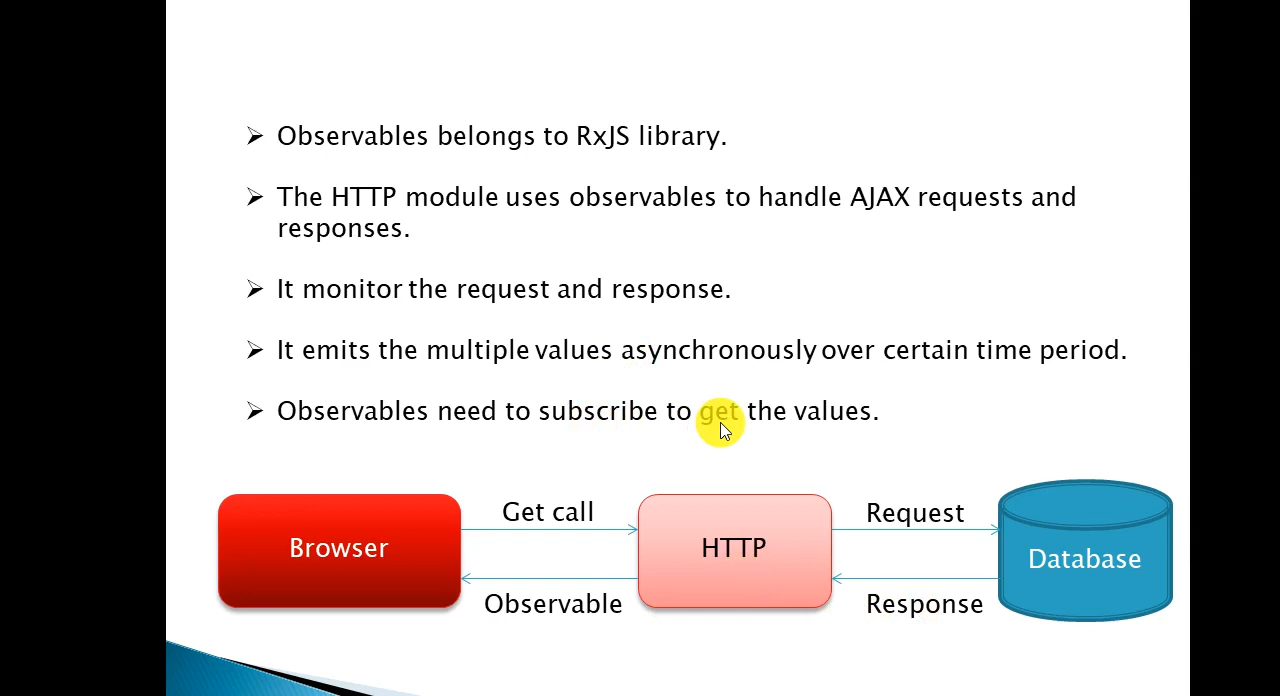 Observables belongs to RxJS library.
The HTTP module uses observables to handle AJAX requests and
responses.
It monitor the request and response.
It emits the multiple values asynchronously over certain time period.
Observables need to subscribe to get the values.
Get call
Request
Browser
HTTP
Database
Observable
Response